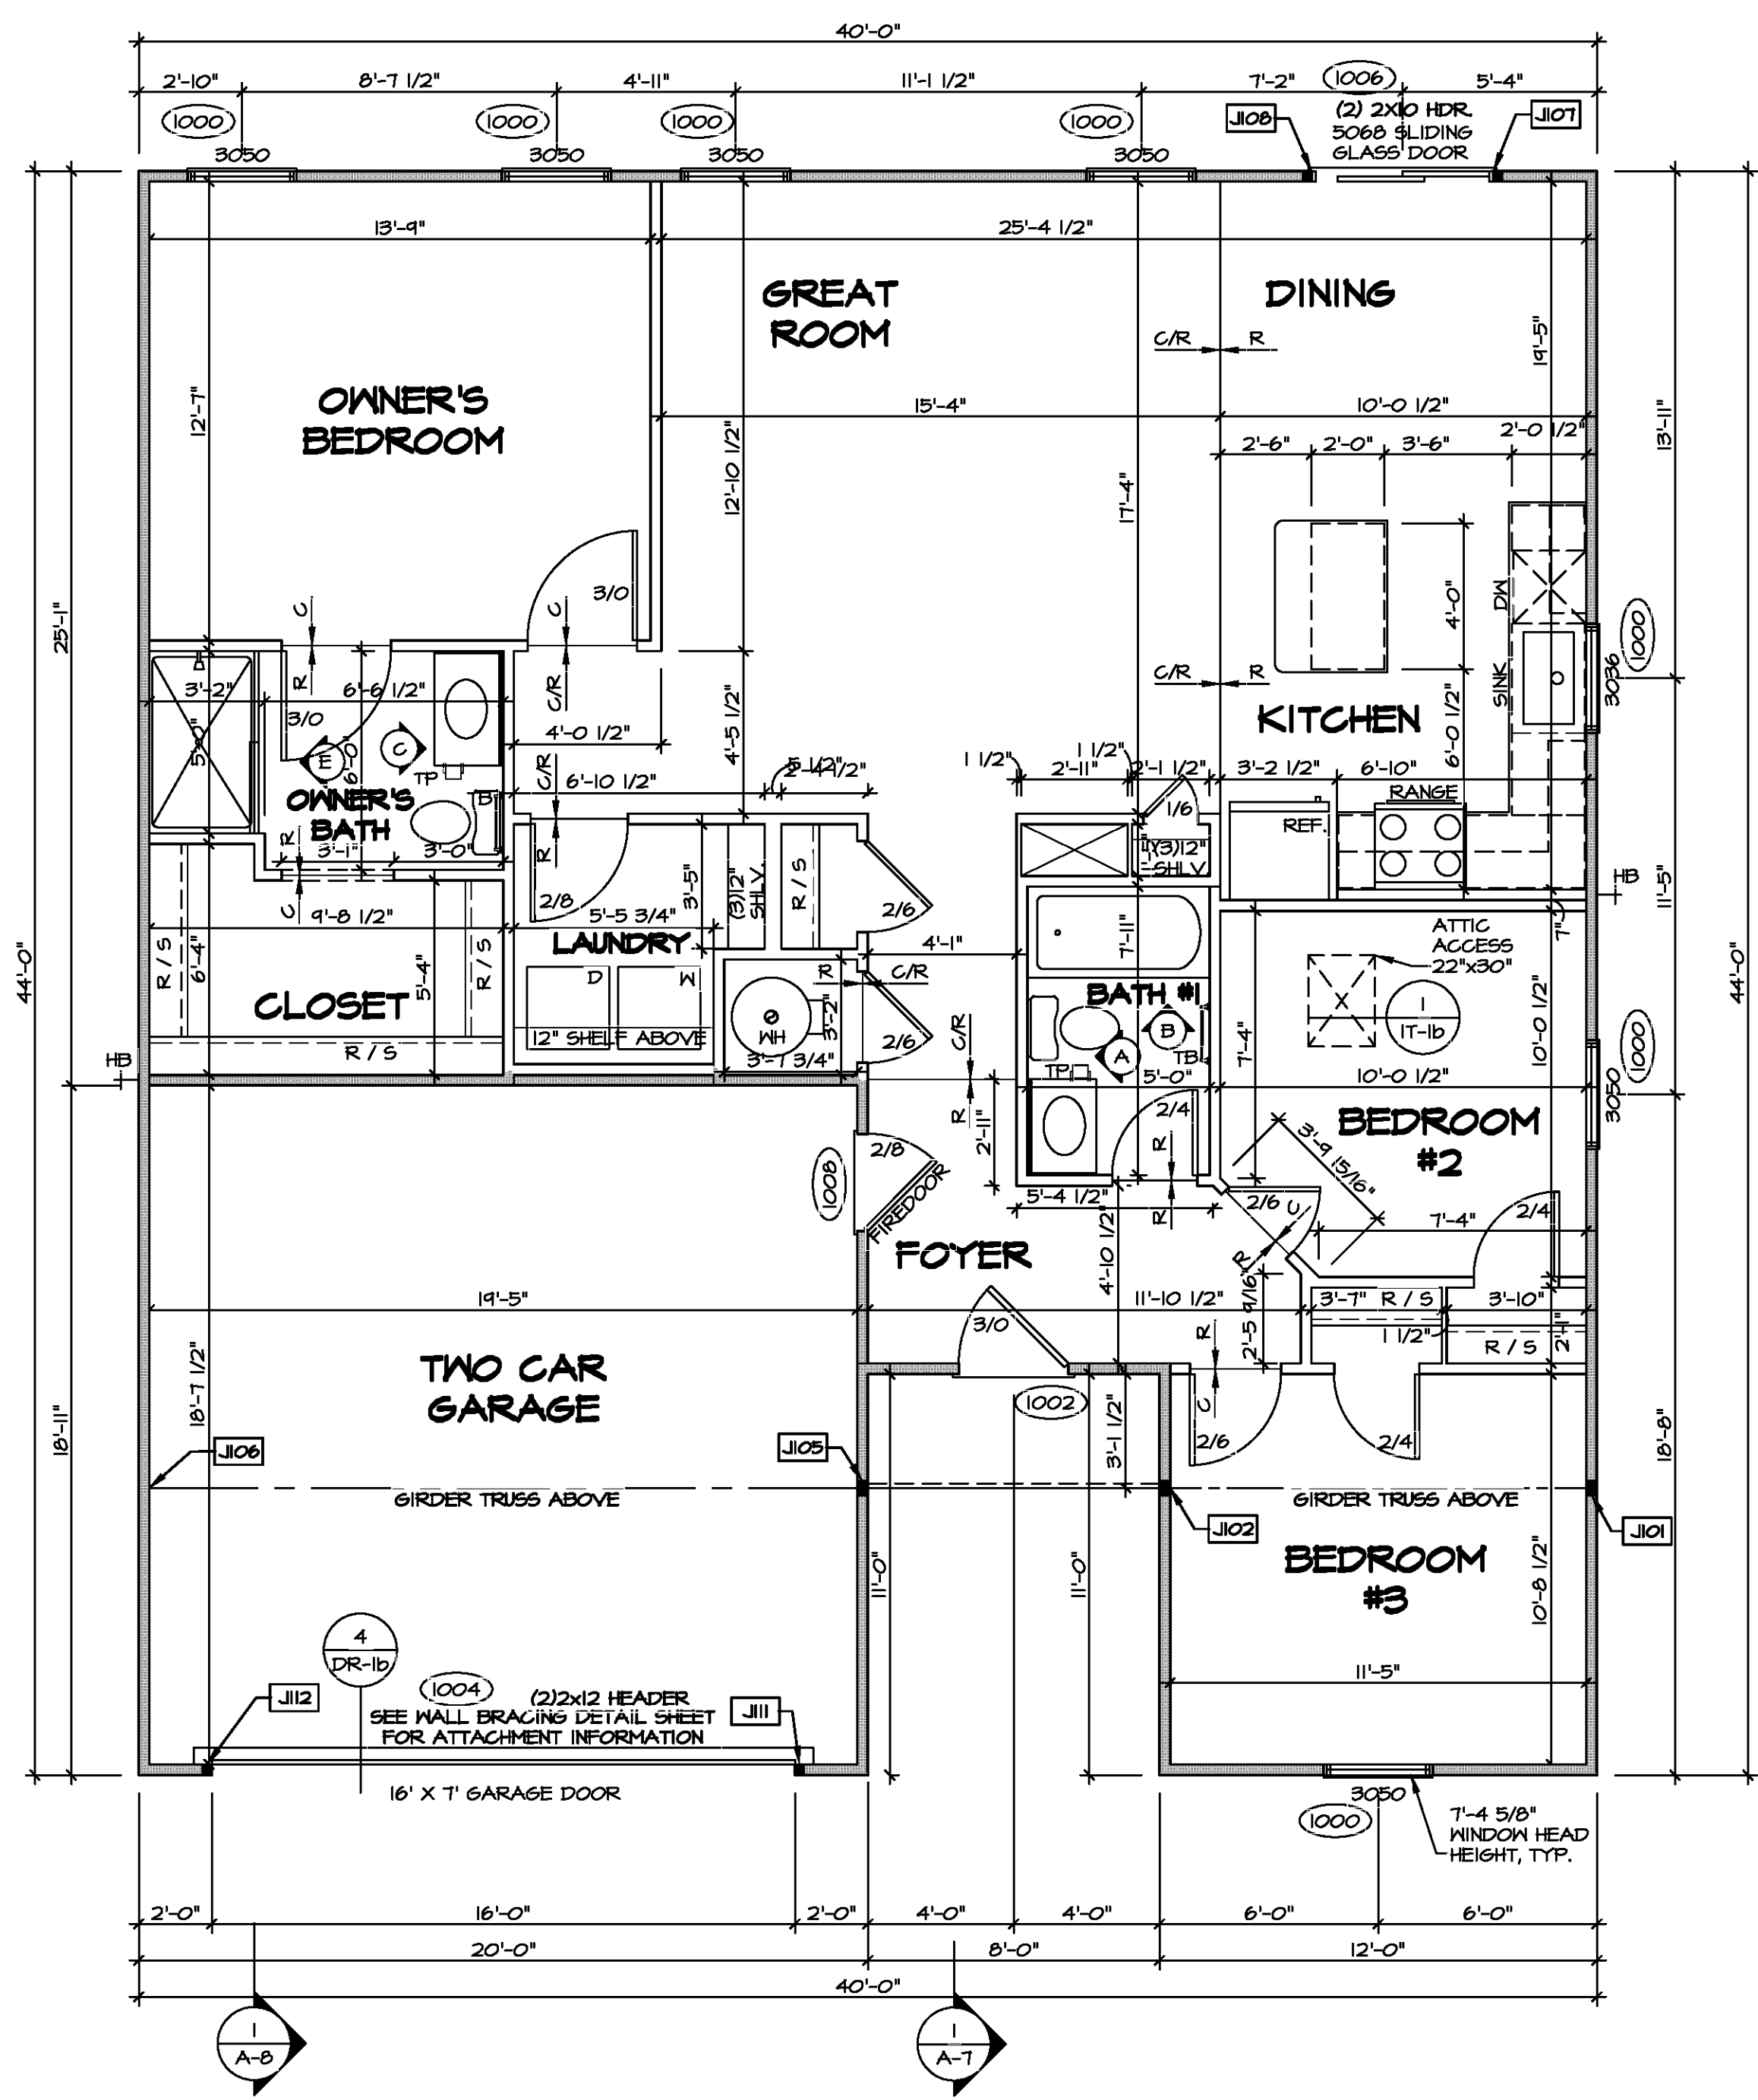 40'-0"
2'-10"
8'-7 1/2"
4'-11"
11'-1 1/2"
7'-2"
1006
5'-4"
1000
1000
1000
1000
J108
(2) 2X10 HDR.
5068 SLIDING
GLASS DOOR
J107
3050
3050
3050
3050
13'-9"
25'-4 1/2"
GREAT
ROOM
DINING
C/R
R
19'-5"
OWNER'S
BEDROOM
12'-7"
15'-4"
10'-0 1/2"
13'-11"
2'-6"
2'-0"
3'-6"
2'-0 1/2"
12'-10 1/2"
17'-4"
25'-1"
3/0
4'-0"
DW
C
C
1000
3036
R
C/R
C/R
R
SINK
3'-2"
6'-6 1/2"
3/0
5'-0"
6'-0"
E
C
TP
4'-0 1/2"
4'-5 1/2"
KITCHEN
6'-0 1/2"
OWNER'S
BATH
TB
3'-1"
3'-0"
R
C
C/R
R
6'-10 1/2"
1 1/2"
2'-11"
1 1/2"
2'-1 1/2"
3'-2 1/2"
6'-10"
1/6
REF.
RANGE
(3)12"
SHLV.
HB
11'-5"
9'-8 1/2"
2/8
5'-5 3/4"
3'-5"
(3)12"
SHLV.
R / S
2/6
4'-1"
7'-11"
7"
ATTIC
ACCESS
22"x30"
LAUNDRY
R / S
6'-4"
5'-4"
R / S
CLOSET
R / S
D
W
12" SHELF ABOVE
WH
R
C/R
3'-2"
2/6
3'-7 3/4"
BATH #1
B
A
TB
TP
5'-0"
X
1
1T-1b
7'-4"
10'-0 1/2"
10'-0 1/2"
1000
3050
44'-0"
44'-0"
HB
C/R
R
2'-11"
2/4
R
R
BEDROOM
#2
3'-9 15/16"
2/8
FIREDOOR
1008
5'-4 1/2"
2/6
C
R
7'-4"
2/4
FOYER
4'-10 1/2"
19'-5"
11'-10 1/2"
2'-5 9/16"
3'-7"
R / S
3'-10"
1 1/2"
R / S
2'-1"
3/0
TWO CAR
GARAGE
18'-7 1/2"
18'-11"
1002
R
C
3'-1 1/2"
2/6
2/4
18'-8"
J106
J105
GIRDER TRUSS ABOVE
GIRDER TRUSS ABOVE
J102
J101
BEDROOM
#3
11'-0"
11'-0"
10'-8 1/2"
4
DR-1b
11'-5"
J112
1004
(2)2x12 HEADER
SEE WALL BRACING DETAIL SHEET
FOR ATTACHMENT INFORMATION
J111
16' X 7' GARAGE DOOR
3050
1000
7'-4 5/8"
WINDOW HEAD
HEIGHT, TYP.
2'-0"
16'-0"
2'-0"
4'-0"
4'-0"
6'-0"
6'-0"
20'-0"
8'-0"
12'-0"
40'-0"
1
A-8
1
A-7